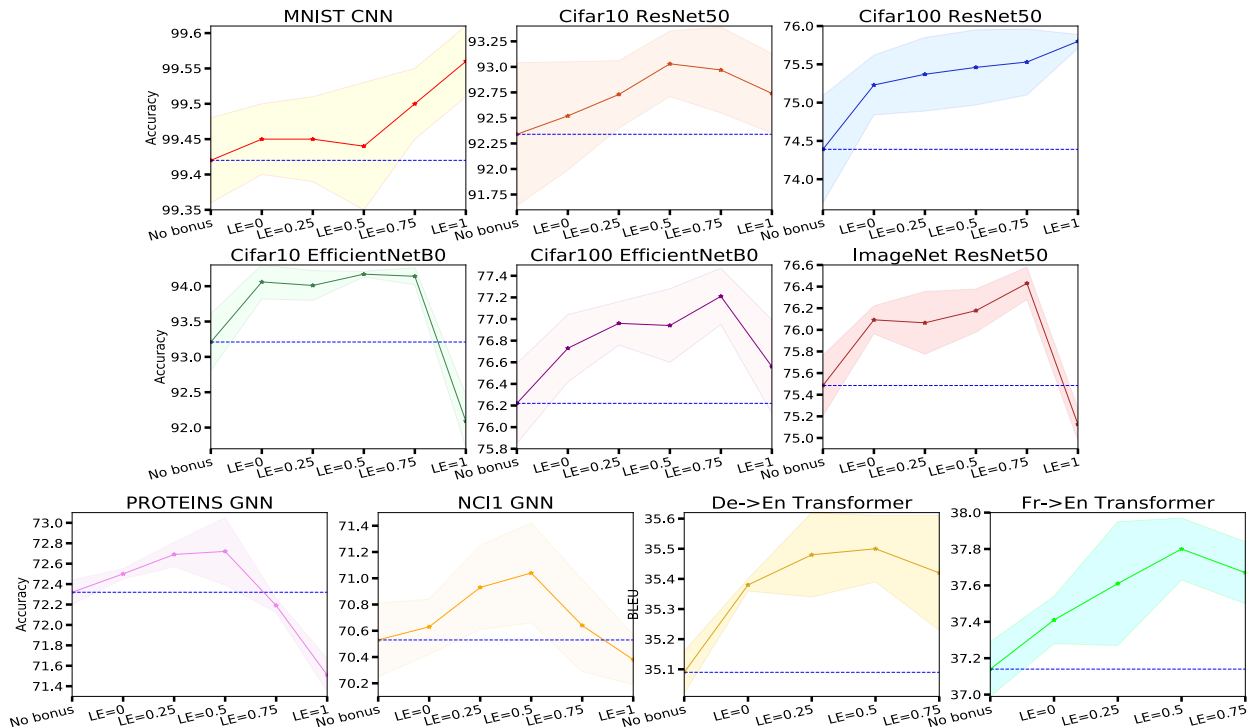 MNIST CNN
99.6
99.55
99.5
99.45
99.4
99.35
Accuracy
No bonus LE=0 LE=0.25 LE=0.5 LE=0.75 LE=1
Cifar10 ResNet50
93.25
93.00
92.75
92.50
92.25
92.00
91.75
No bonus LE=0 LE=0.25 LE=0.5 LE=0.75 LE=1
Cifar100 ResNet50
76.0
75.5
75.0
74.5
74.0
No bonus LE=0 LE=0.25 LE=0.5 LE=0.75 LE=1
Cifar10 EfficientNetB0
94.0
93.5
93.0
92.5
92.0
Accuracy
No bonus LE=0 LE=0.25 LE=0.5 LE=0.75 LE=1
Cifar100 EfficientNetB0
77.4
77.2
77.0
76.8
76.6
76.4
76.2
76.0
75.8
No bonus LE=0 LE=0.25 LE=0.5 LE=0.75 LE=1
ImageNet ResNet50
76.6
76.4
76.2
76.0
75.8
75.6
75.4
75.2
75.0
No bonus LE=0 LE=0.25 LE=0.5 LE=0.75 LE=1
PROTEINS GNN
73.0
72.8
72.6
72.4
72.2
72.0
71.8
71.6
71.4
Accuracy
No bonus LE=0 LE=0.25 LE=0.5 LE=0.75 LE=1
NCl1 GNN
71.4
71.2
71.0
70.8
70.6
70.4
70.2
No bonus LE=0 LE=0.25 LE=0.5 LE=0.75 LE=1
De->En Transformer
35.6
35.5
35.4
35.2
35.1
BLEU
No bonus LE=0 LE=0.25 LE=0.5 LE=0.75
Fr->En Transformer
38.0
37.8
37.6
37.4
37.2
37.0
No bonus LE=0 LE=0.25 LE=0.5 LE=0.75